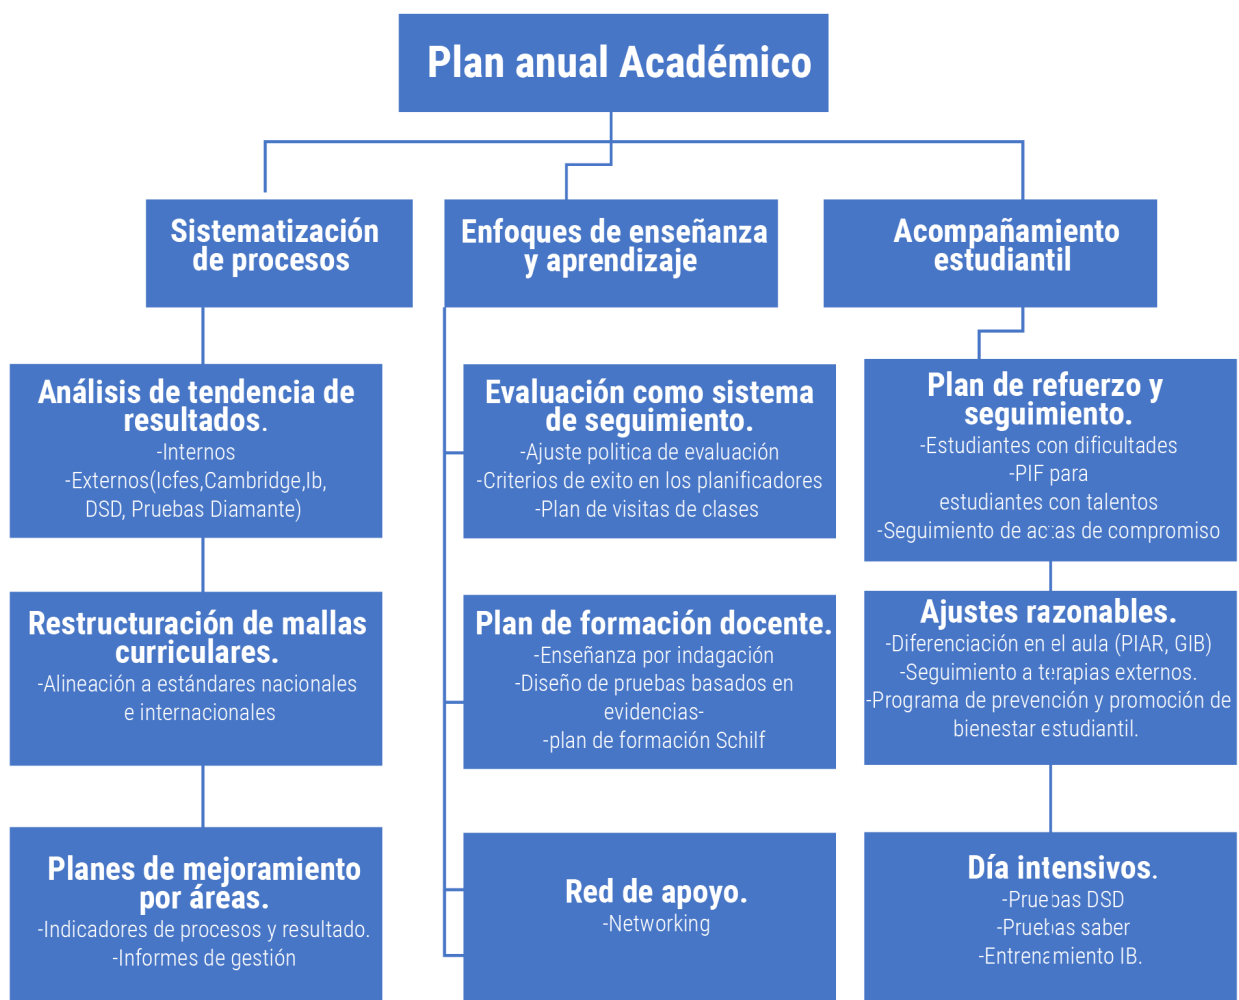 Plan anual Académico
Sistematización
de procesos
Enfoques de enseñanza
y aprendizaje
Acompañamiento
estudiantil
Análisis de tendencia de
resultados.
-Internos
-Externos(Icfes,Cambridge,Ib,
DSD, Pruebas Diamante)
Evaluación como sistema
de seguimiento.
-Ajuste politica de evaluación
-Criterios de exito en los planificadores
-Plan de visitas de clases
Plan de refuerzo y
seguimiento.
-Estudiantes con dificultades
-PIF para
estudiantes con talentos
-Seguimiento de actas de compromiso
Restructuración de mallas
curriculares.
-Alineación a estándares nacionales
e internacionales
Plan de formación docente.
-Enseñanza por indagación
-Diseño de pruebas basados en
evidencias-
-plan de formación Schilf
Ajustes razonables.
-Diferenciación en el aula (PIAR, GIB)
-Seguimiento a terapias externos.
-Programa de prevención y promoción de
bienestar estudiantil.
Planes de mejoramiento
por áreas.
-Indicadores de procesos y resultado.
-Informes de gestión
Red de apoyo.
-Networking
Día intensivos.
-Pruebas DSD
-Pruebas saber
-Entrenamiento IB.